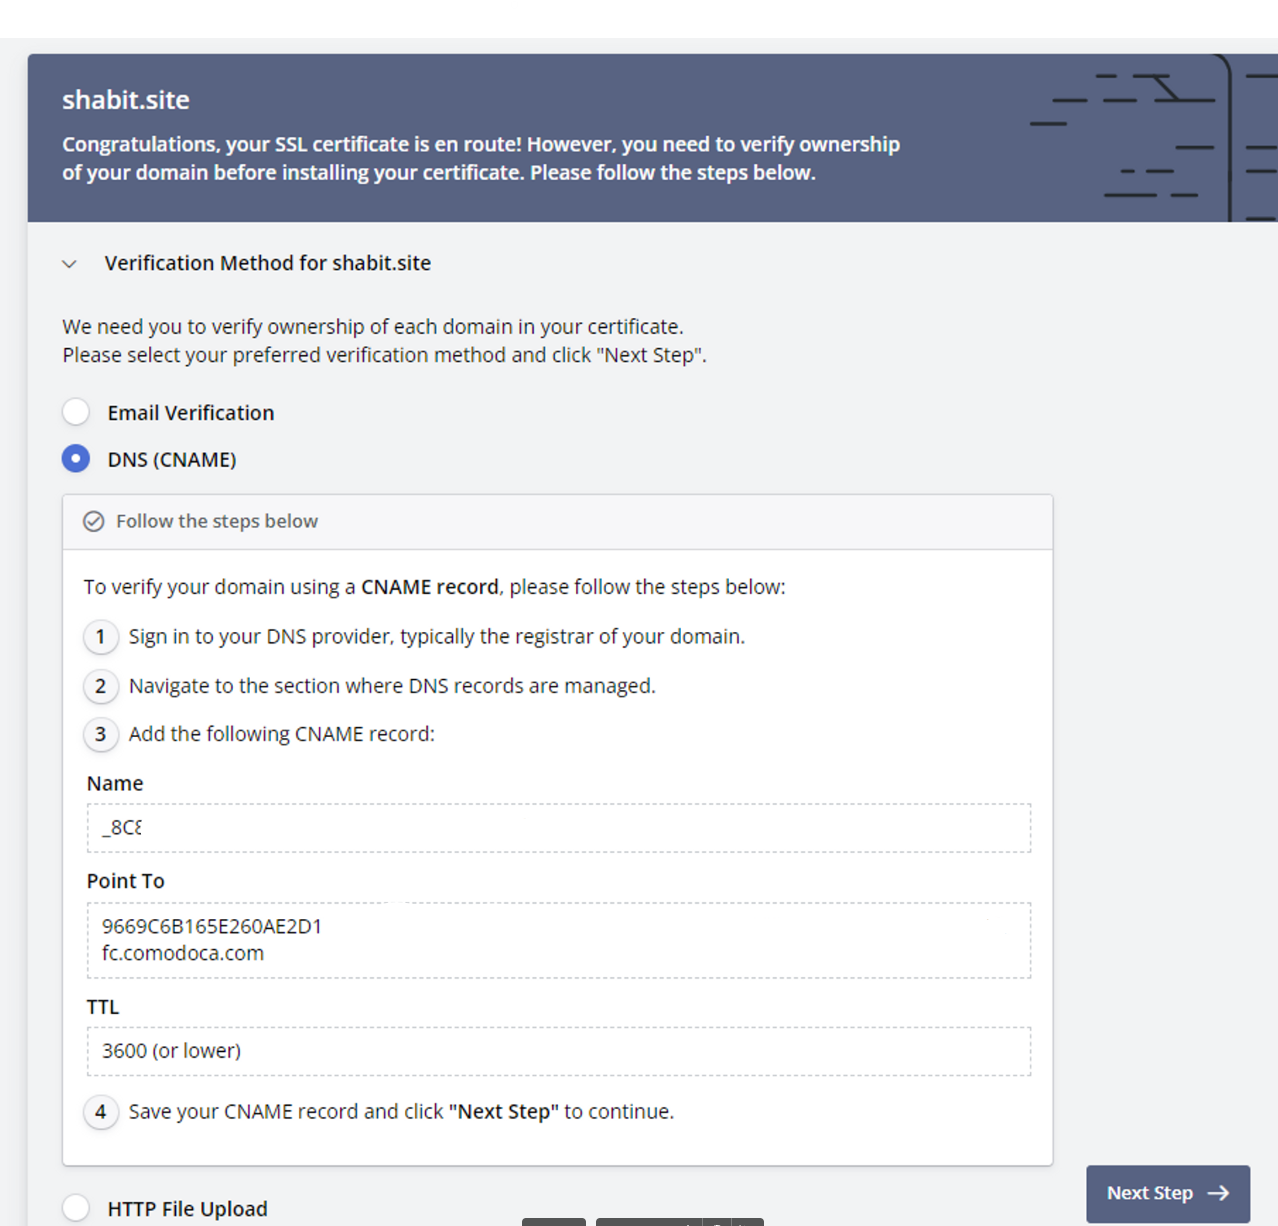 shabit.site
Congratulations, your SSL certificate is en route! However, you need to verify ownership
of your domain before installing your certificate. Please follow the steps below.
Verification Method for shabit.site
We need you to verify ownership of each domain in your certificate.
Please select your preferred verification method and click "Next Step".
Email Verification
DNS (CNAME)
Follow the steps below
To verify your domain using a CNAME record, please follow the steps below:
1 Sign in to your DNS provider, typically the registrar of your domain.
2 Navigate to the section where DNS records are managed.
3 Add the following CNAME record:
Name
_8C
Point To
9669C6B165E260AE2D1
fc.comodoca.com
TTL
3600 (or lower)
4 Save your CNAME record and click "Next Step" to continue.
Next Step
HTTP File Upload